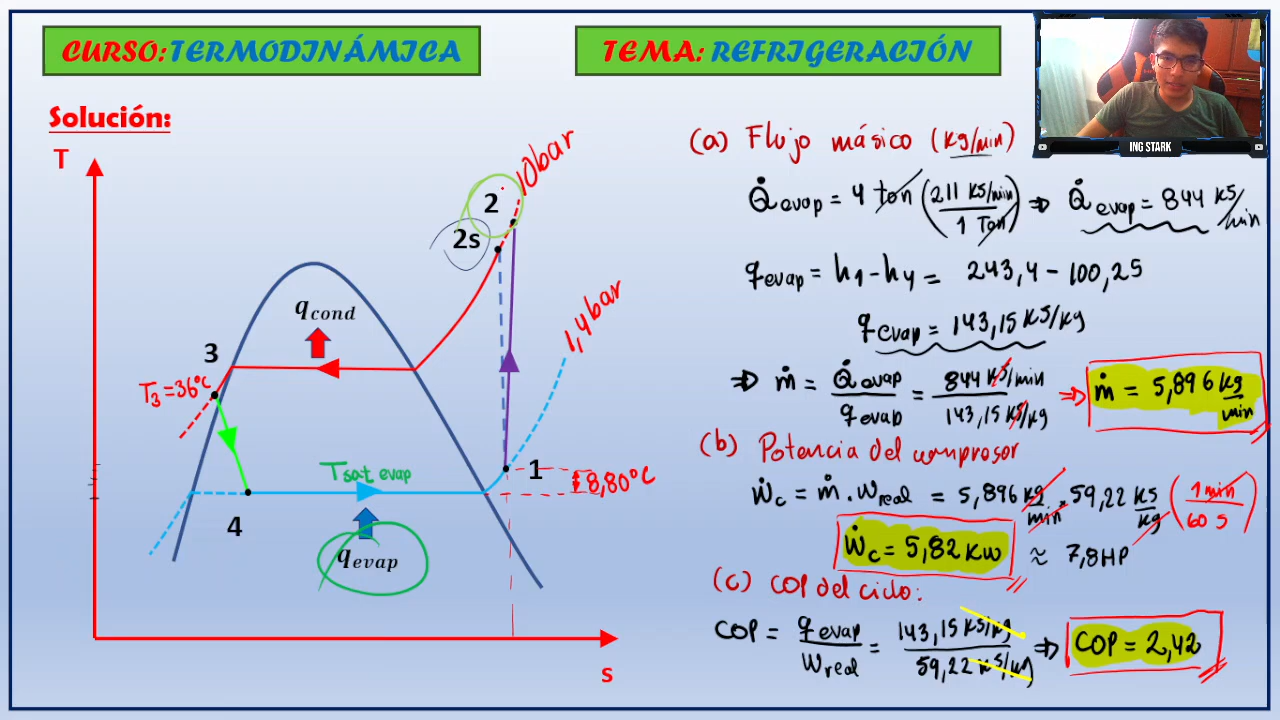 CURSO: TERMODINÁMICA
TEMA: REFRIGERACIÓN
ING STARK
Solución:
T
10bar
2
2s
1,4bar
q cond
3
T3=36°C
Tsat evap
1
8,80°C
4
q evap
s
(a) Flujo másico (kg/min)
Q̇evap = 4 ton (211 KJ/min / 1 Ton) ⇒ Q̇evap = 844 KJ/min
qevap = h1 - h4 = 243,4 - 100,25
qevap = 143,15 KJ/kg
⇒ ṁ = Q̇evap / qevap = 844 KJ/min / 143,15 KJ/kg ⇒ ṁ = 5,896 kg/min
(b) Potencia del compresor
Ẇc = ṁ . Wreal = 5,896 kg/min . 59,22 KJ/kg (1 min / 60 s)
Ẇc = 5,82 KW ≈ 7,8HP
(c) COP del ciclo:
COP = qevap / Wreal = 143,15 KJ/kg / 59,22 KJ/kg ⇒ COP = 2,42